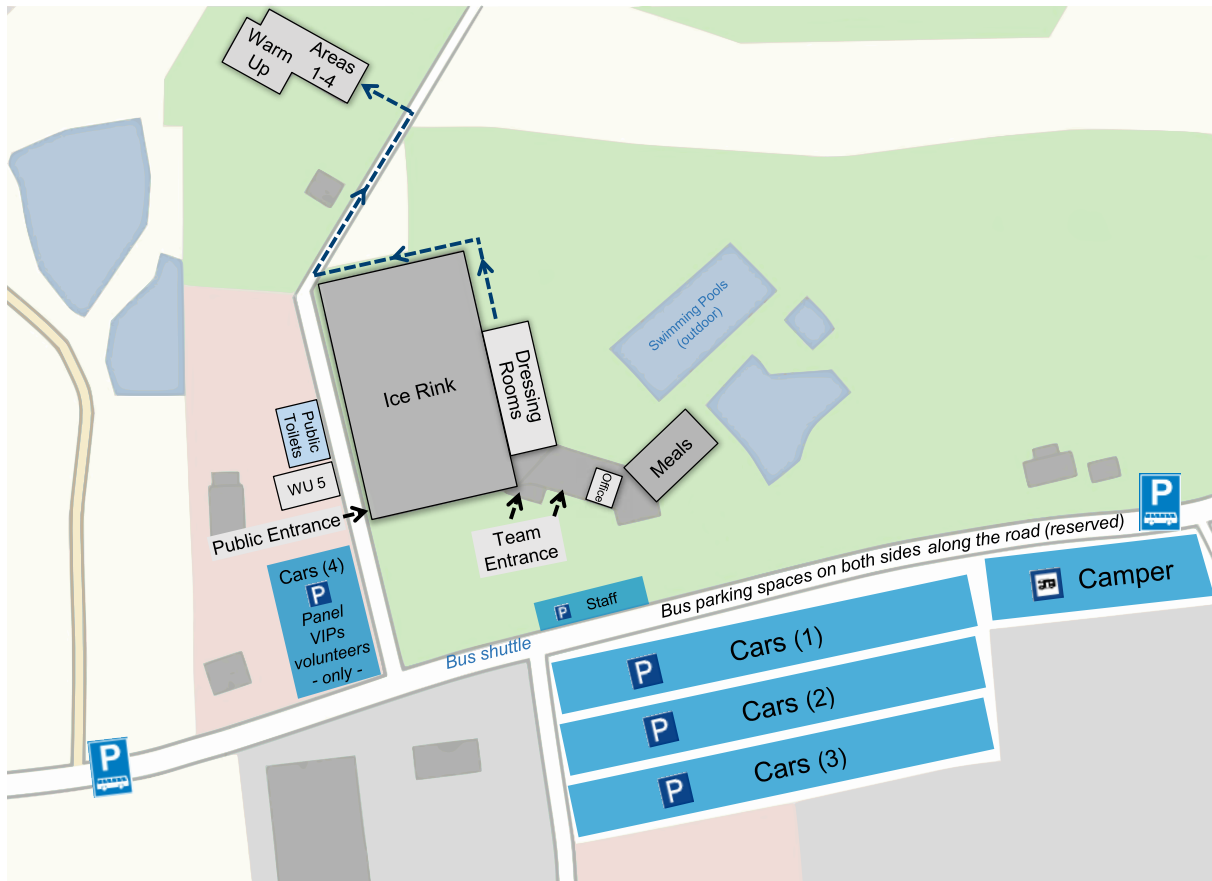 Warm
Up
Areas
1-4
Swimming Pools
(outdoor)
Ice Rink
Dressing
Rooms
Public
Toilets
WU 5
Meals
Office
Public Entrance
Team
Entrance
P
Cars (4)
P
Panel
VIPs
volunteers
- only -
P Staff
Bus parking spaces on both sides along the road (reserved)
Camper
Bus shuttle
P Cars (1)
P Cars (2)
P Cars (3)
P